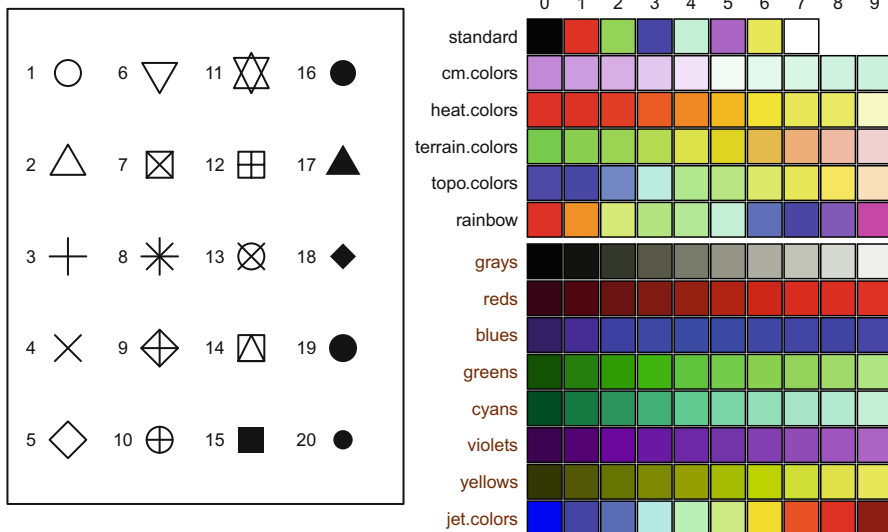 1 6 11 16
2 7 12 17
3 8 13 18
4 9 14 19
5 10 15 20
0 1 2 3 4 5 6 7 8 9
standard
cm.colors
heat.colors
terrain.colors
topo.colors
rainbow
grays
reds
blues
greens
cyans
violets
yellows
jet.colors